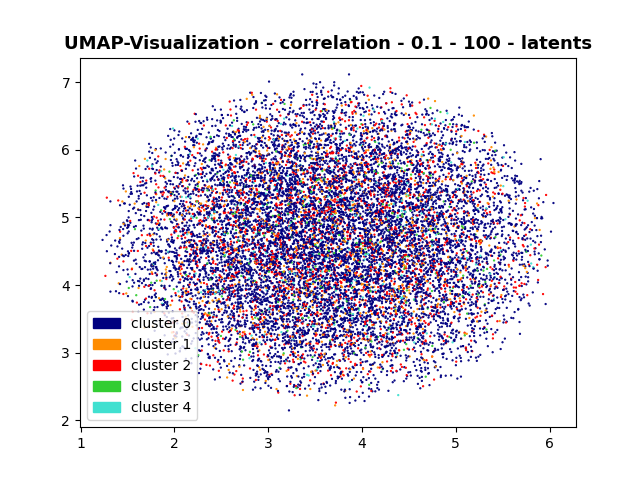 UMAP-Visualization - correlation - 0.1 - 100 - latents
7
6
5
4
3
2
cluster 0
cluster 1
cluster 2
cluster 3
cluster 4
1 2 3 4 5 6